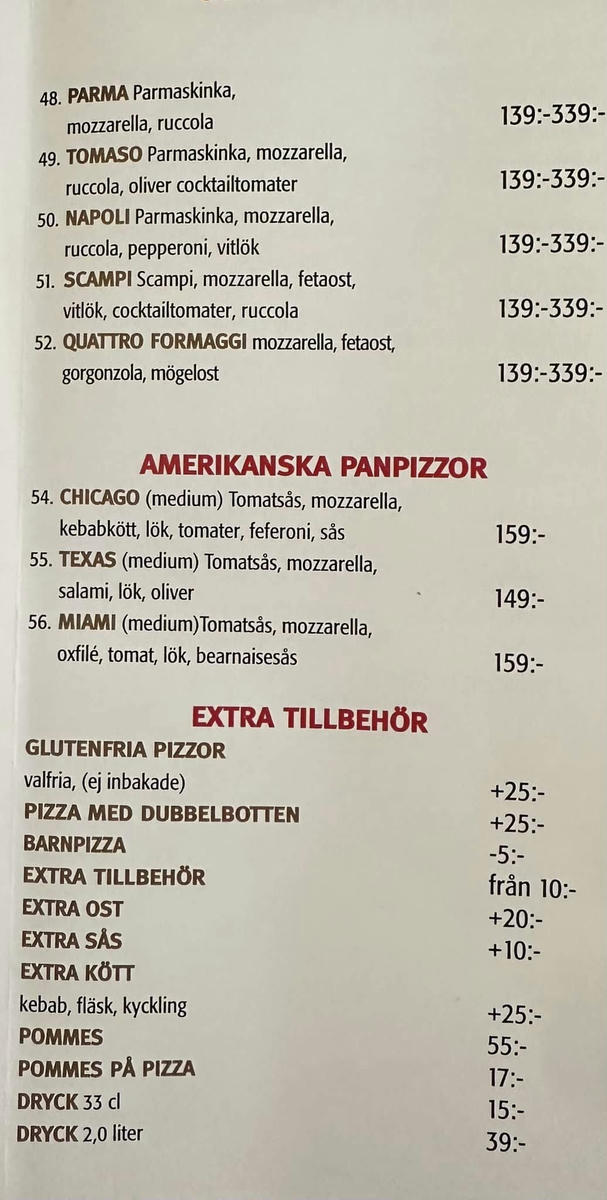 48. PARMA Parmaskinka,
mozzarella, ruccola 139:-339:-
49. TOMASO Parmaskinka, mozzarella,
ruccola, oliver cocktailtomater 139:-339:-
50. NAPOLI Parmaskinka, mozzarella,
ruccola, pepperoni, vitlök 139:-339:-
51. SCAMPI Scampi, mozzarella, fetaost,
vitlök, cocktailtomater, ruccola 139:-339:-
52. QUATTRO FORMAGGI mozzarella, fetaost,
gorgonzola, mögelost 139:-339:-
AMERIKANSKA PANPIZZOR
54. CHICAGO (medium) Tomatsås, mozzarella,
kebabkött, lök, tomater, feferoni, sås 159:-
55. TEXAS (medium) Tomatsås, mozzarella,
salami, lök, oliver 149:-
56. MIAMI (medium)Tomatsås, mozzarella,
oxfilé, tomat, lök, bearnaisesås 159:-
EXTRA TILLBEHÖR
GLUTENFRIA PIZZOR
valfria, (ej inbakade) +25:-
PIZZA MED DUBBELBOTTEN +25:-
BARNPIZZA -5:-
EXTRA TILLBEHÖR från 10:-
EXTRA OST +20:-
EXTRA SÅS +10:-
EXTRA KÖTT
kebab, fläsk, kyckling +25:-
POMMES 55:-
POMMES PÅ PIZZA 17:-
DRYCK 33 cl 15:-
DRYCK 2,0 liter 39:-